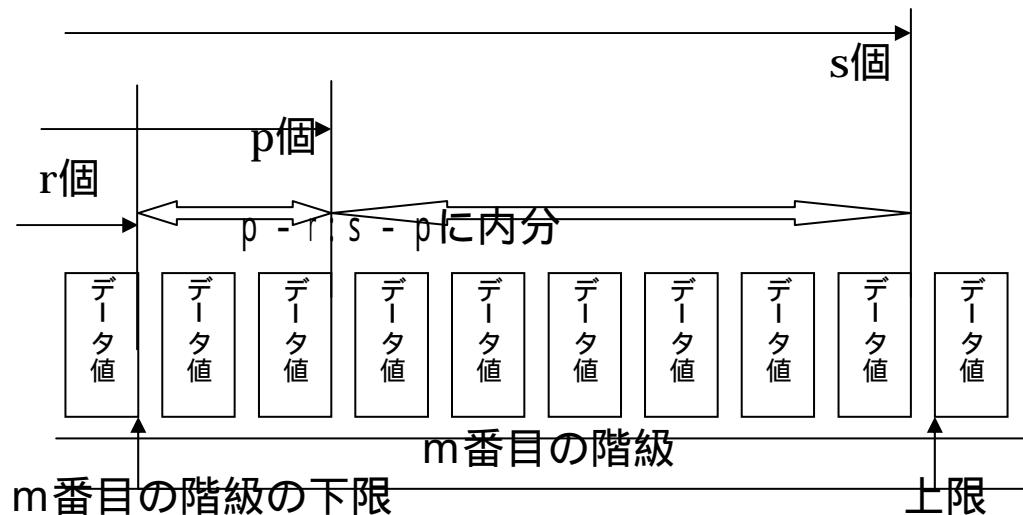 s個
p個
r個
p - r : s - pに内分
データ値
データ値
データ値
データ値
データ値
データ値
データ値
データ値
データ値
データ値
m番目の階級
m番目の階級の下限
上限